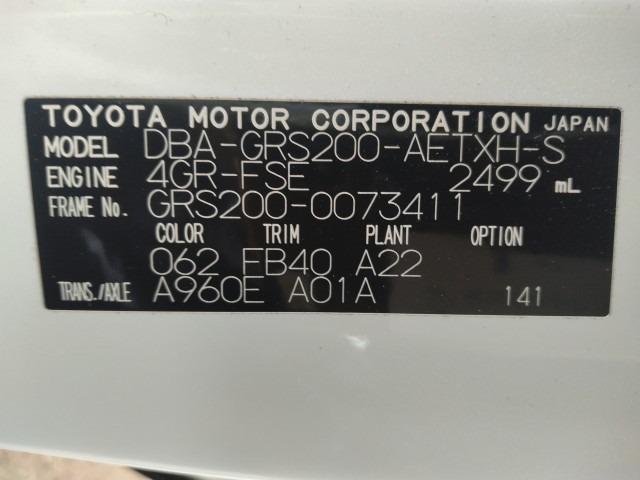 TOYOTA MOTOR CORPORATION JAPAN
MODEL DBA-GRS200-AETXH-S
ENGINE 4GR-FSE 2499 mL
FRAME No. GRS200-0073411
COLOR TRIM PLANT OPTION
062 FB40 A22
TRANS./AXLE A960E A01A 141